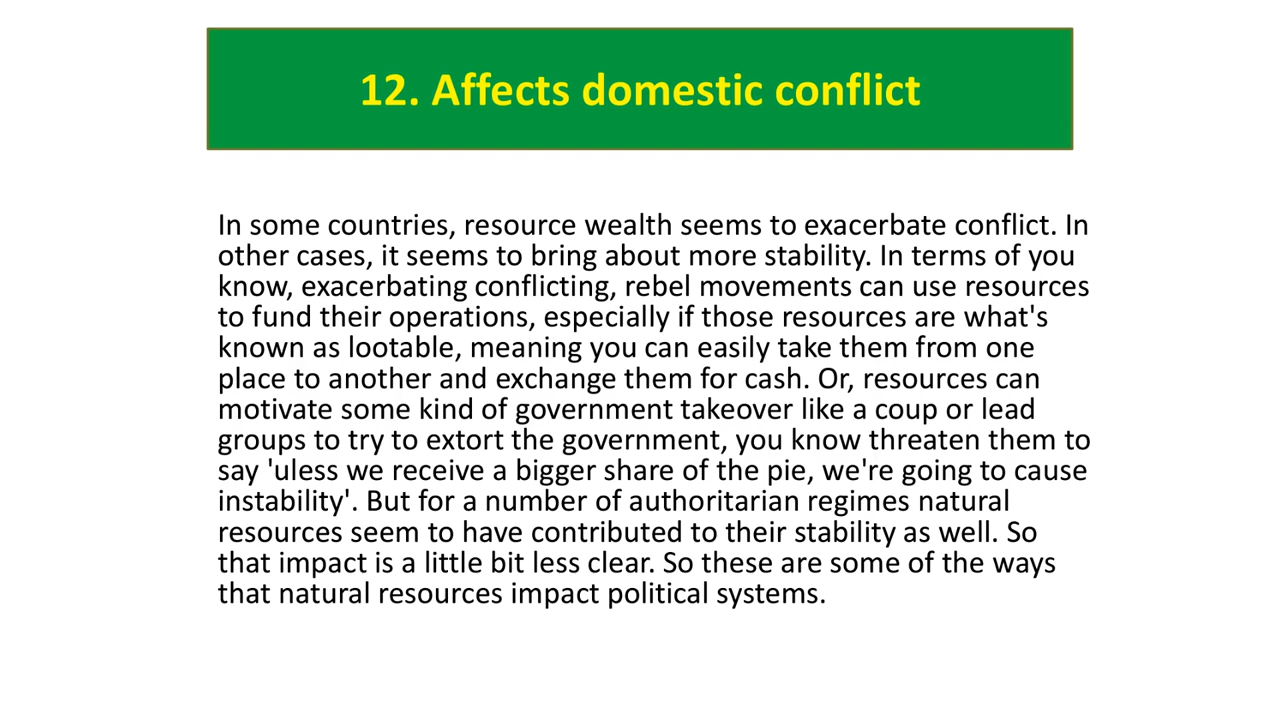 12. Affects domestic conflict
In some countries, resource wealth seems to exacerbate conflict. In
other cases, it seems to bring about more stability. In terms of you
know, exacerbating conflicting, rebel movements can use resources
to fund their operations, especially if those resources are what's
known as lootable, meaning you can easily take them from one
place to another and exchange them for cash. Or, resources can
motivate some kind of government takeover like a coup or lead
groups to try to extort the government, you know threaten them to
say 'uless we receive a bigger share of the pie, we're going to cause
instability'. But for a number of authoritarian regimes natural
resources seem to have contributed to their stability as well. So
that impact is a little bit less clear. So these are some of the ways
that natural resources impact political systems.